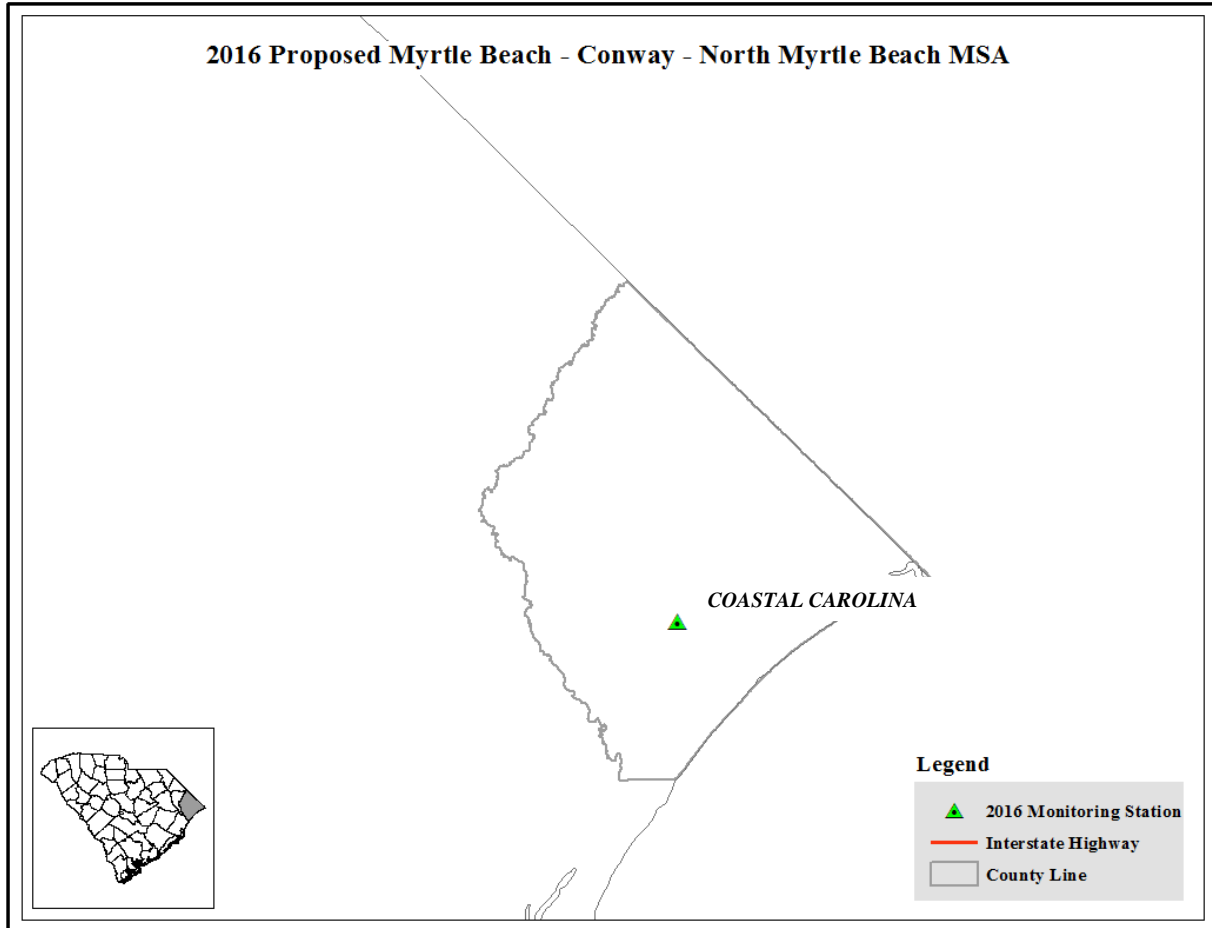 2016 Proposed Myrtle Beach - Conway - North Myrtle Beach MSA
COASTAL CAROLINA
Legend
2016 Monitoring Station
Interstate Highway
County Line